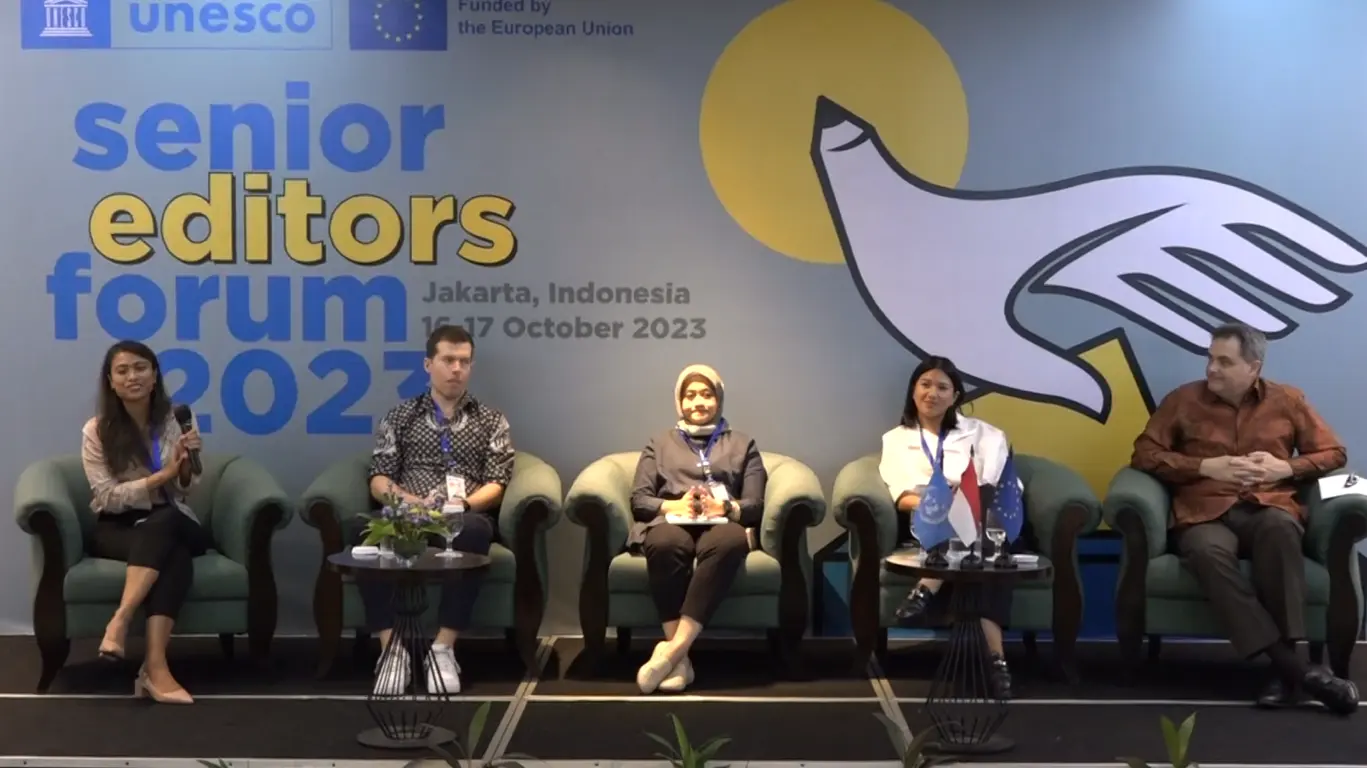 unesco
Funded by
the European Union
senior
editors
forum
Jakarta, Indonesia
16-17 October 2023
2023